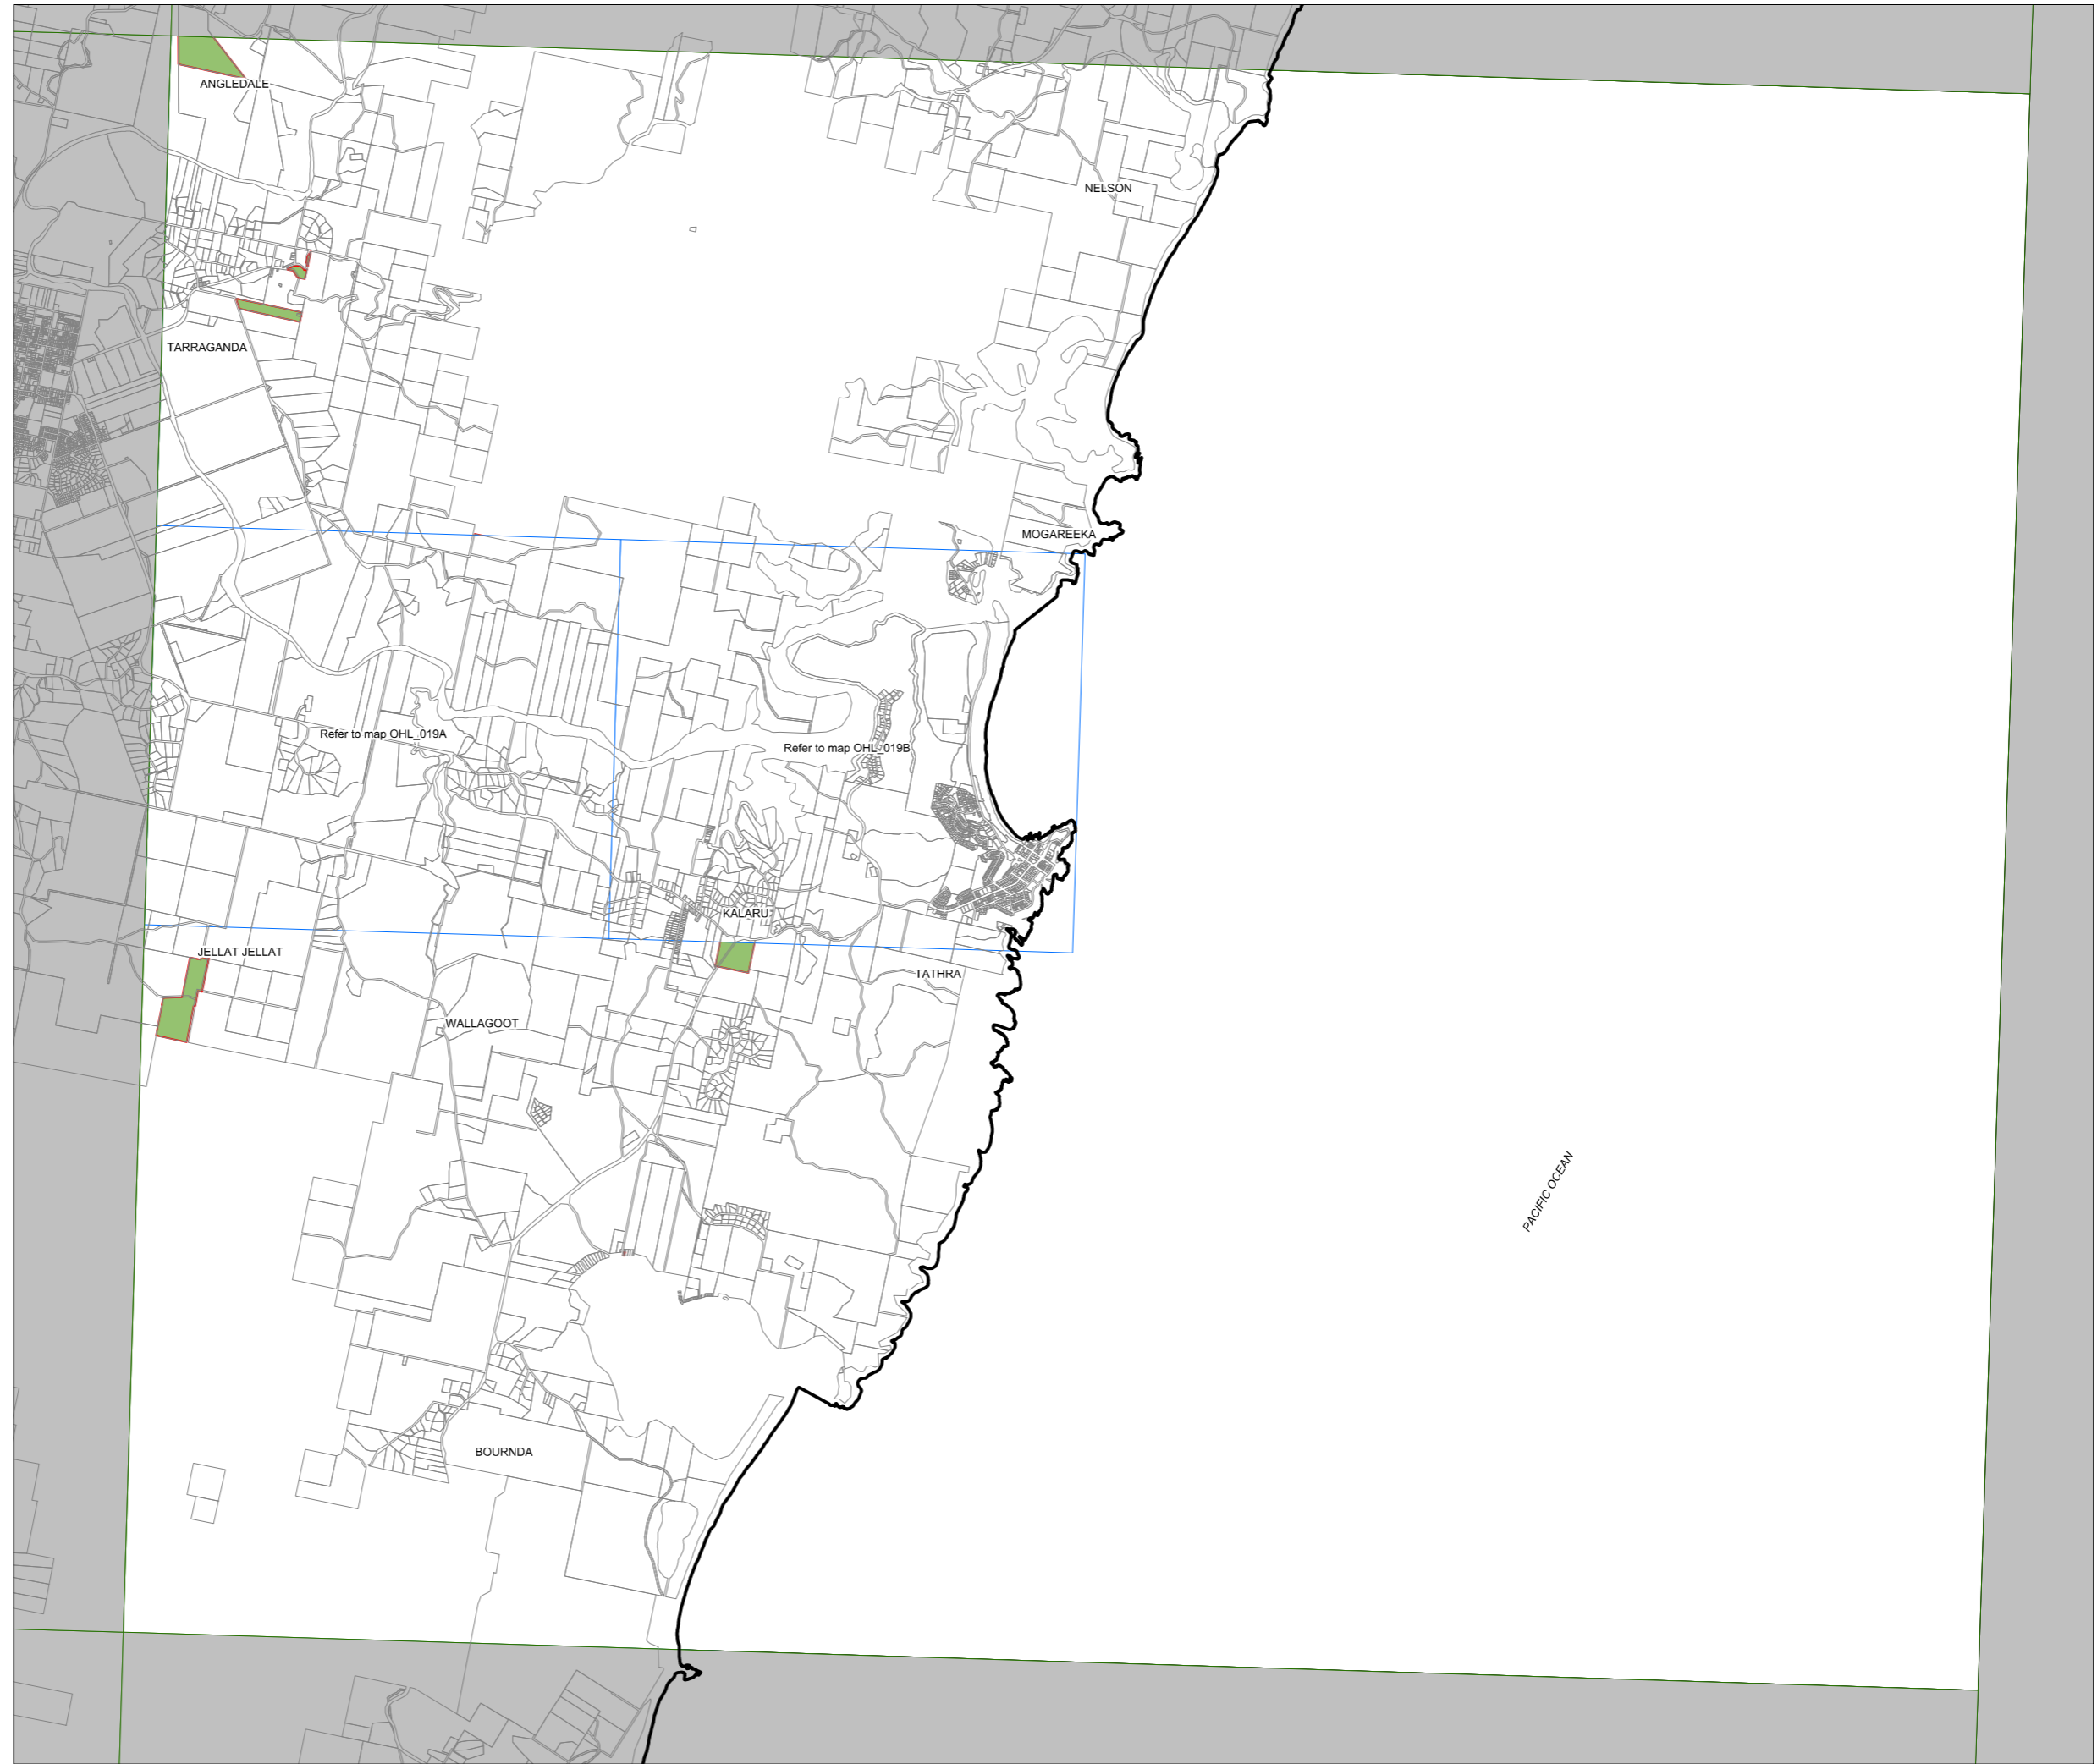 ANGLEDALE
NELSON
TARRAGANDA
MOGAREEKA
Refer to map OHL_019A
Refer to map OHL_019B
KALARU
JELLAT JELLAT
TATHRA
WALLAGOOT
PACIFIC OCEAN
BOURNDA